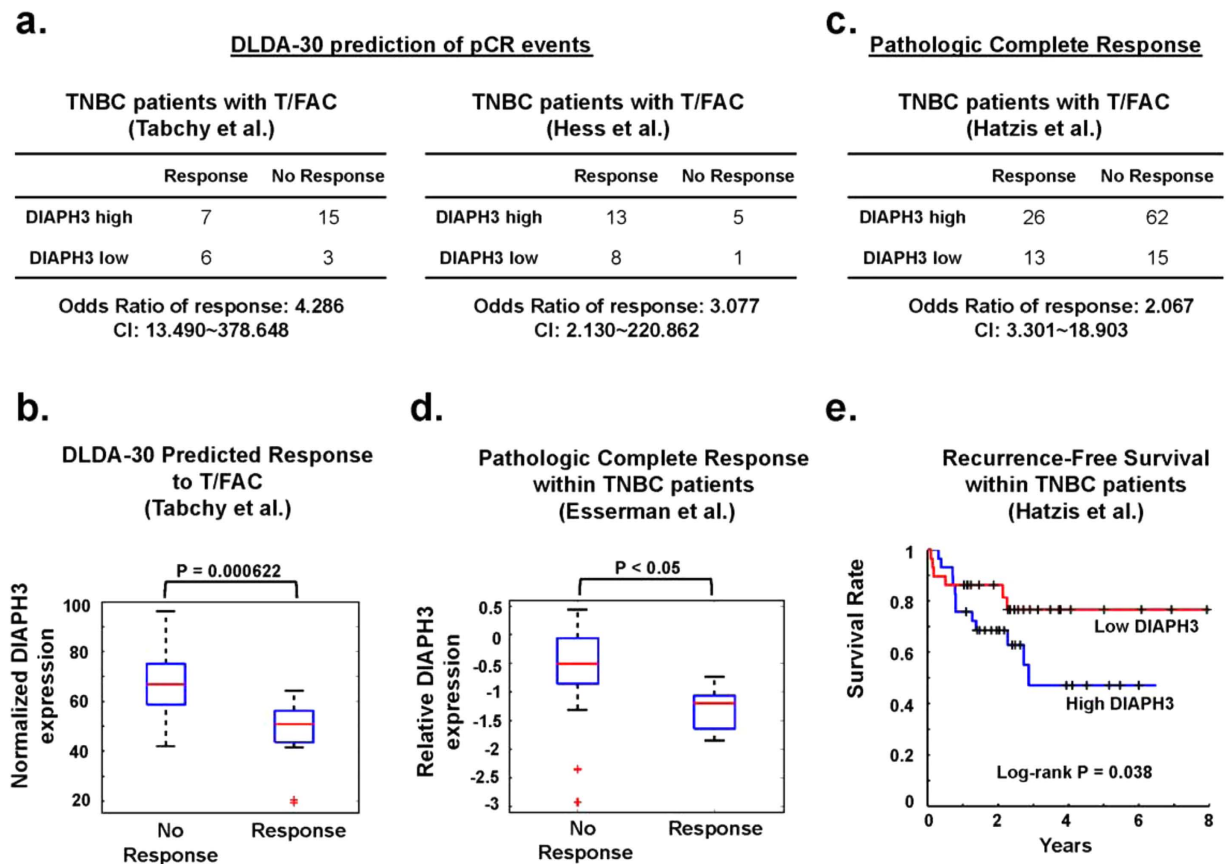 a.
DLDA-30 prediction of pCR events
TNBC patients with T/FAC
(Tabchy et al.)
Response No Response
DIAPH3 high 7 15
DIAPH3 low 6 3
Odds Ratio of response: 4.286
CI: 13.490~378.648
TNBC patients with T/FAC
(Hess et al.)
Response No Response
DIAPH3 high 13 5
DIAPH3 low 8 1
Odds Ratio of response: 3.077
CI: 2.130~220.862
c.
Pathologic Complete Response
TNBC patients with T/FAC
(Hatzis et al.)
Response No Response
DIAPH3 high 26 62
DIAPH3 low 13 15
Odds Ratio of response: 2.067
CI: 3.301~18.903
b.
DLDA-30 Predicted Response
to T/FAC
(Tabchy et al.)
P = 0.000622
Normalized DIAPH3
expression
100
80
60
40
20
No
Response
Response
d.
Pathologic Complete Response
within TNBC patients
(Esserman et al.)
P < 0.05
Relative DIAPH3
expression
0.5
0
-0.5
-1
-1.5
-2
-2.5
-3
No
Response
Response
e.
Recurrence-Free Survival
within TNBC patients
(Hatzis et al.)
Survival Rate
1
0.8
0.6
0.4
0.2
0
Low DIAPH3
High DIAPH3
Log-rank P = 0.038
0 2 4 6 8
Years